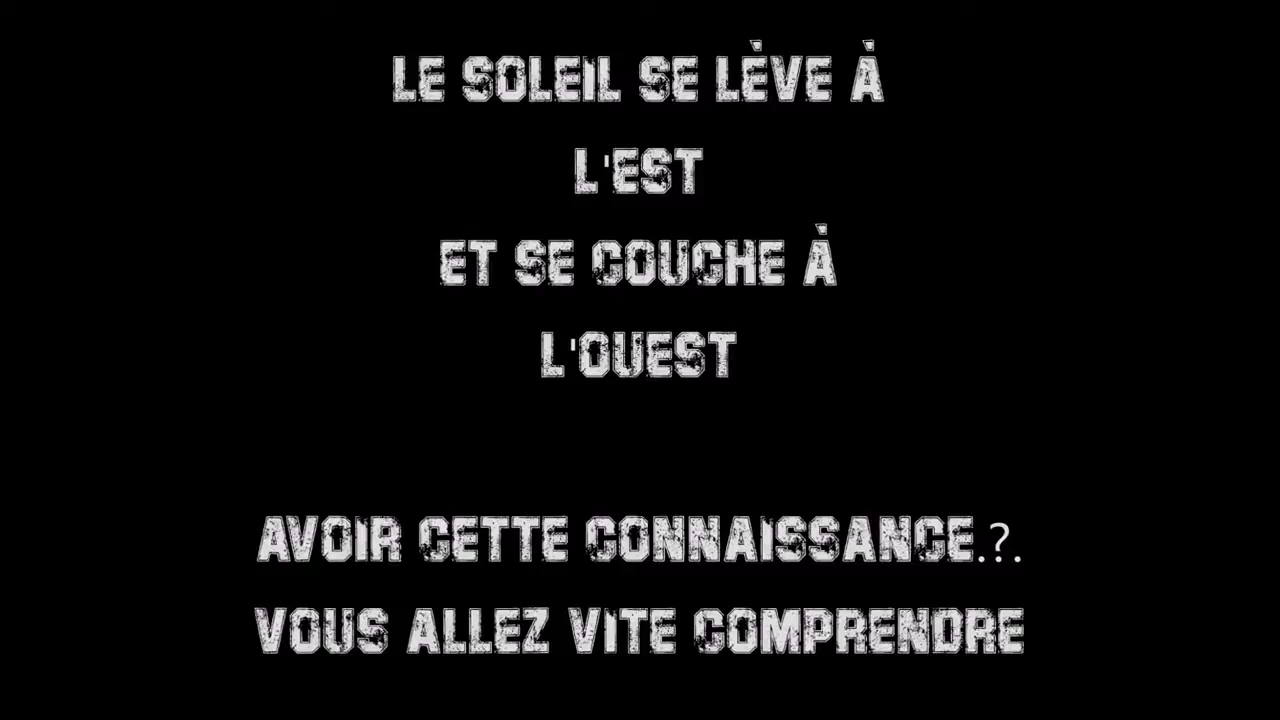 LE SOLEIL SE LÈVE À
L'EST
ET SE COUCHE À
L'OUEST
AVOIR CETTE CONNAISSANCE.?.
VOUS ALLEZ VITE COMPRENDRE